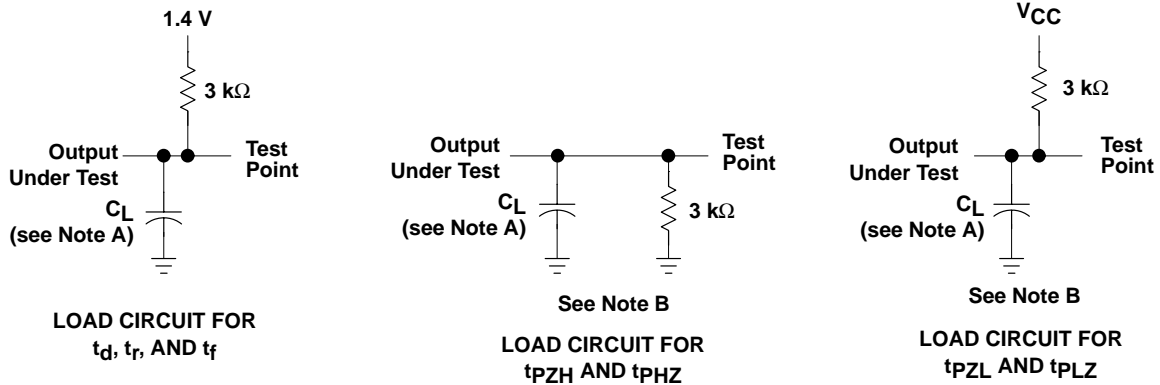 1.4 V
3 kΩ
Output
Under Test
Test
Point
CL
(see Note A)
LOAD CIRCUIT FOR
td, tr, AND tf
Output
Under Test
Test
Point
CL
(see Note A)
3 kΩ
See Note B
LOAD CIRCUIT FOR
tPZH AND tPHZ
VCC
3 kΩ
Output
Under Test
Test
Point
CL
(see Note A)
See Note B
LOAD CIRCUIT FOR
tPZL AND tPLZ